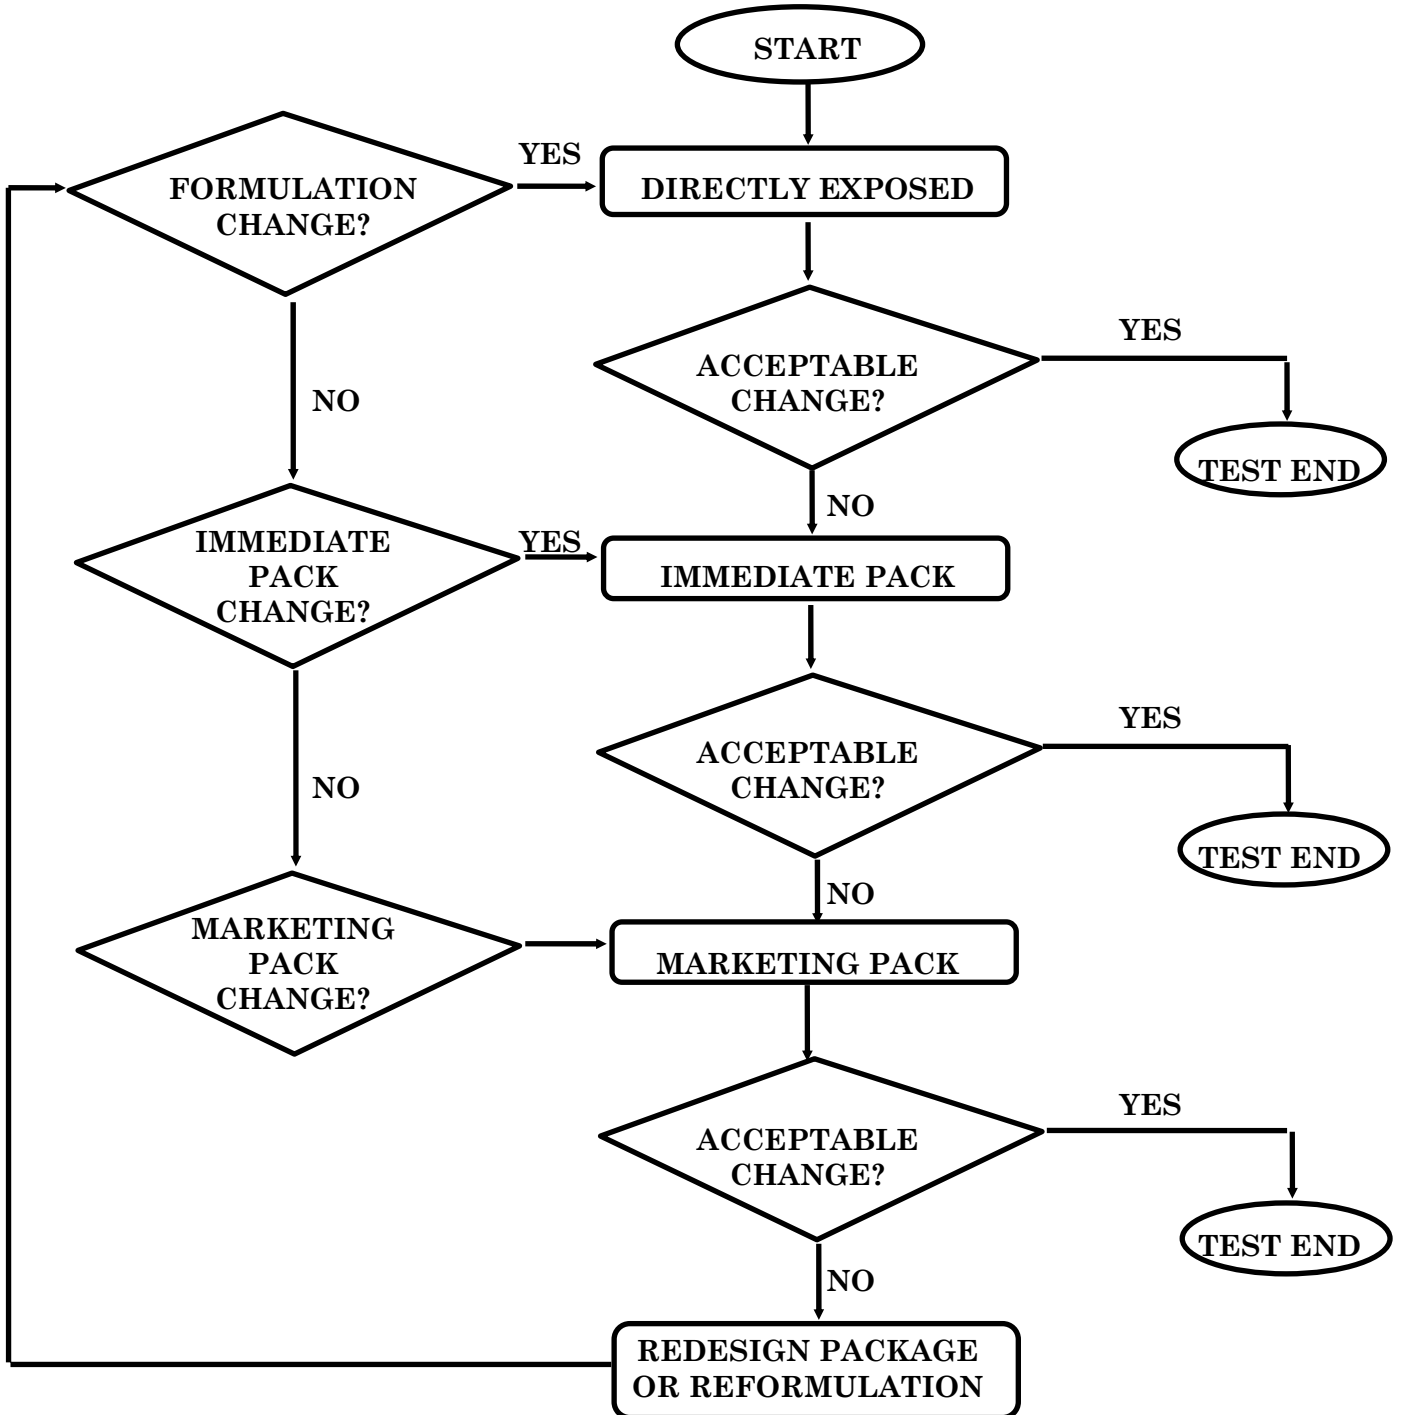 START
YES
FORMULATION
CHANGE?
DIRECTLY EXPOSED
YES
ACCEPTABLE
CHANGE?
NO
TEST END
NO
IMMEDIATE
PACK
CHANGE?
YES
IMMEDIATE PACK
YES
ACCEPTABLE
CHANGE?
NO
TEST END
NO
MARKETING
PACK
CHANGE?
MARKETING PACK
YES
ACCEPTABLE
CHANGE?
TEST END
NO
REDESIGN PACKAGE
OR REFORMULATION